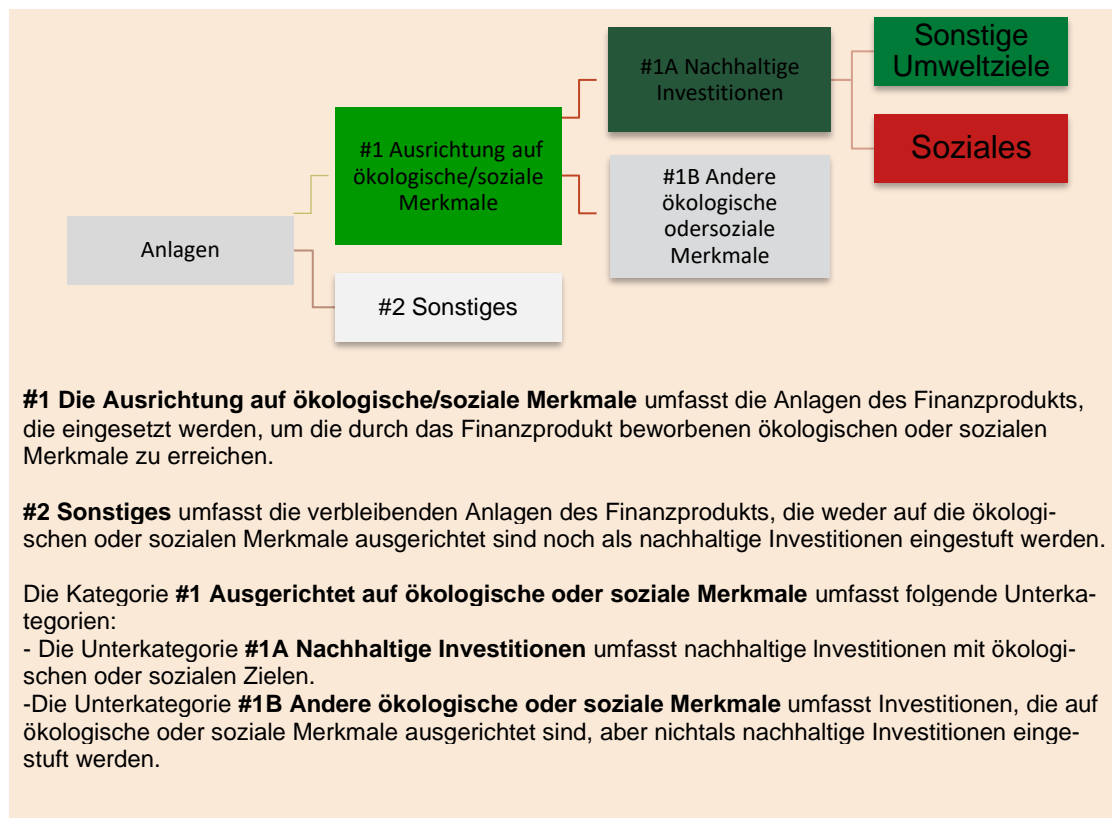 Sonstige
Umweltziele
#1A Nachhaltige
Investitionen
Soziales
#1 Ausrichtung auf
ökologische/soziale
Merkmale
#1B Andere
ökologische
odersoziale
Merkmale
Anlagen
#2 Sonstiges
#1 Die Ausrichtung auf ökologische/soziale Merkmale umfasst die Anlagen des Finanzprodukts,
die eingesetzt werden, um die durch das Finanzprodukt beworbenen ökologischen oder sozialen
Merkmale zu erreichen.
#2 Sonstiges umfasst die verbleibenden Anlagen des Finanzprodukts, die weder auf die ökologi-
schen oder sozialen Merkmale ausgerichtet sind noch als nachhaltige Investitionen eingestuft werden.
Die Kategorie #1 Ausgerichtet auf ökologische oder soziale Merkmale umfasst folgende Unterka-
tegorien:
- Die Unterkategorie #1A Nachhaltige Investitionen umfasst nachhaltige Investitionen mit ökologi-
schen oder sozialen Zielen.
-Die Unterkategorie #1B Andere ökologische oder soziale Merkmale umfasst Investitionen, die auf
ökologische oder soziale Merkmale ausgerichtet sind, aber nichtals nachhaltige Investitionen einge-
stuft werden.